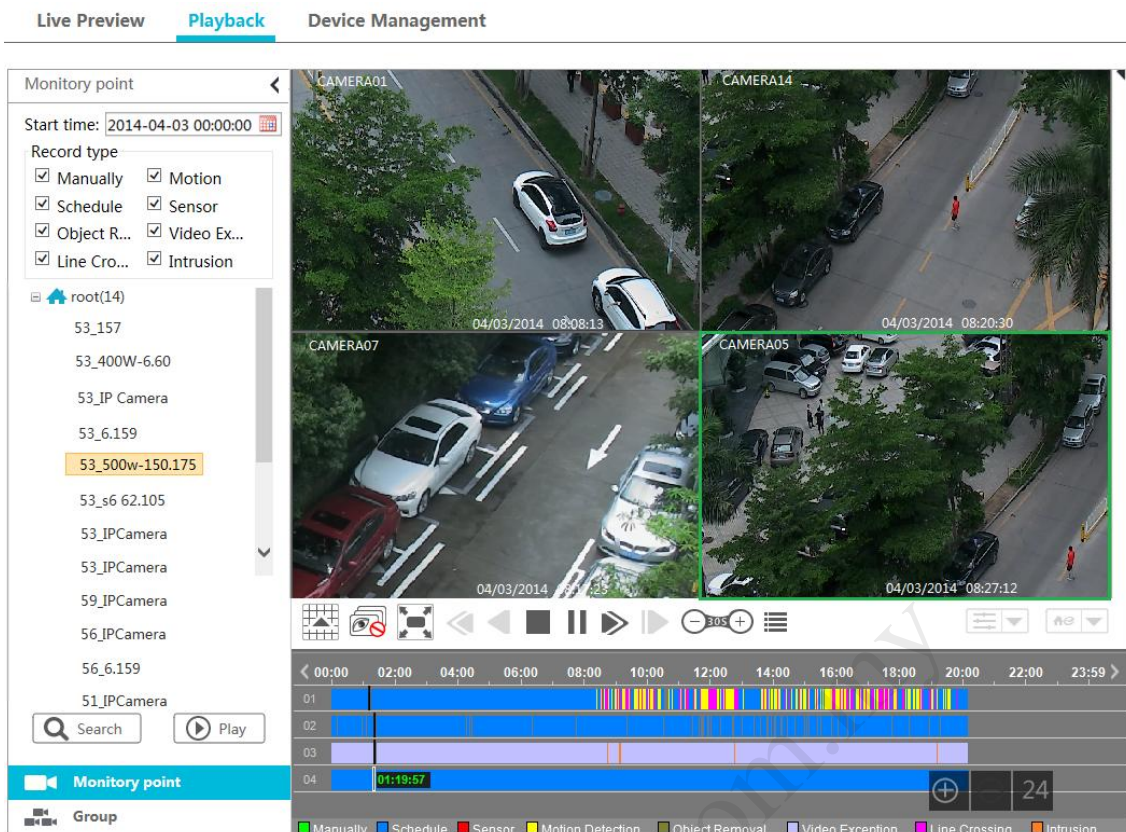 Live Preview Playback Device Management
Monitory point
Start time: 2014-04-03 00:00:00
Record type
Manually Motion
Schedule Sensor
Object R... Video Ex...
Line Cro... Intrusion
root(14)
53_157
53_400W-6.60
53_IP Camera
53_6.159
53_500w-150.175
53_s6 62.105
53_IPCamera
53_IPCamera
59_IPCamera
56_IPCamera
56_6.159
51_IPCamera
Search Play
Monitory point
Group
CAMERA01
04/03/2014 08:08:13
CAMERA14
04/03/2014 08:20:30
CAMERA07
04/03/2014
CAMERA05
04/03/2014 08:27:12
30S
00:00 02:00 04:00 06:00 08:00 10:00 12:00 14:00 16:00 18:00 20:00 22:00 23:59
01
02
03
04 01:19:57
24
Manually Schedule Sensor Motion Detection Object Removal Video Exception Line Crossing Intrusion
om.my